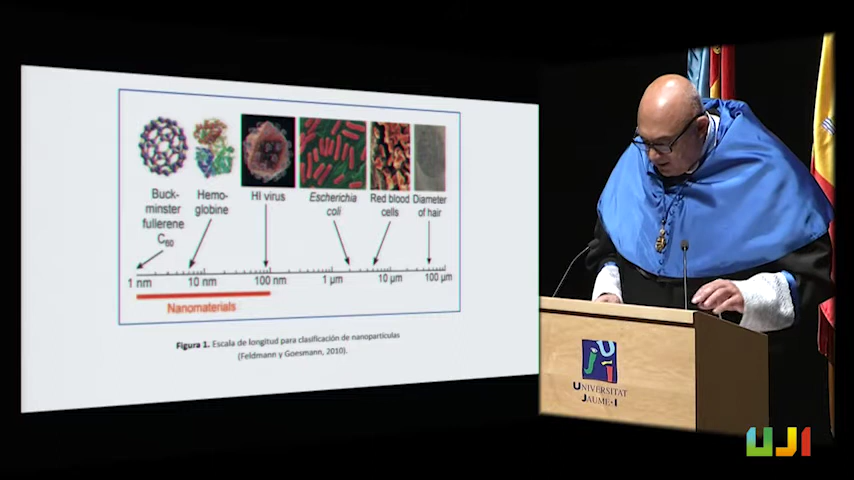 Buck-
minster
fullerene
C60
Hemo-
globine
HI virus
Escherichia
coli
Red blood
cells
Diameter
of hair
1 nm
10 nm
100 nm
1 µm
10 µm
100 µm
Nanomaterials
Figura 1. Escala de longitud para clasificación de nanopartículas
(Feldmann y Goesmann, 2010).
UNIVERSITAT
JAUME·I
UJI